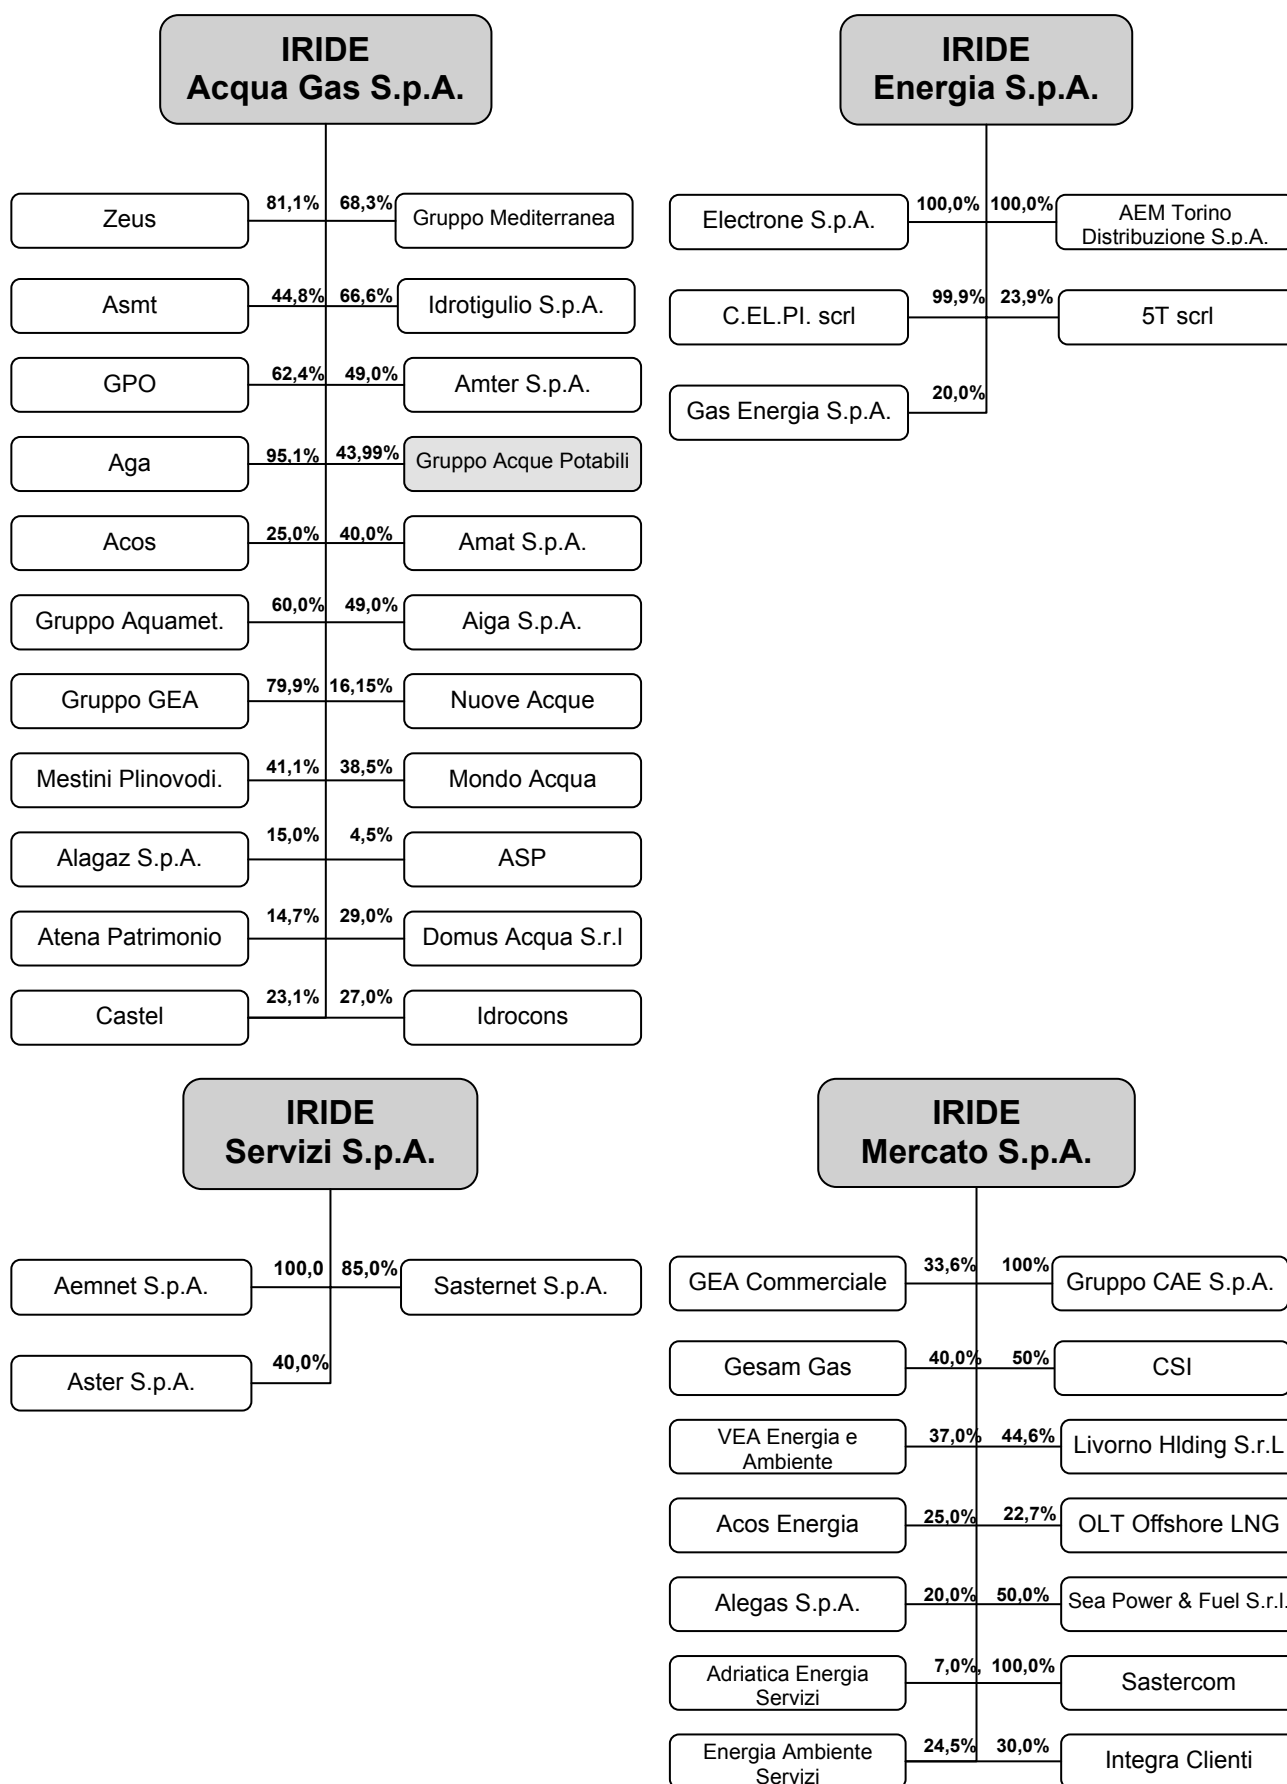 IRIDE
Acqua Gas S.p.A.
81,1% 68,3%
Zeus
Gruppo Mediterranea
44,8% 66,6%
Asmt
Idrotigulio S.p.A.
62,4% 49,0%
GPO
Amter S.p.A.
95,1% 43,99%
Aga
Gruppo Acque Potabili
25,0% 40,0%
Acos
Amat S.p.A.
60,0% 49,0%
Gruppo Aquamet.
Aiga S.p.A.
79,9% 16,15%
Gruppo GEA
Nuove Acque
41,1% 38,5%
Mestini Plinovodi.
Mondo Acqua
15,0% 4,5%
Alagaz S.p.A.
ASP
14,7% 29,0%
Atena Patrimonio
Domus Acqua S.r.l
23,1% 27,0%
Castel
Idrocons
IRIDE
Energia S.p.A.
100,0% 100,0%
Electrone S.p.A.
AEM Torino
Distribuzione S.p.A.
99,9% 23,9%
C.EL.PI. scrl
5T scrl
20,0%
Gas Energia S.p.A.
IRIDE
Servizi S.p.A.
100,0 85,0%
Aemnet S.p.A.
Sasternet S.p.A.
40,0%
Aster S.p.A.
IRIDE
Mercato S.p.A.
33,6% 100%
GEA Commerciale
Gruppo CAE S.p.A.
40,0% 50%
Gesam Gas
CSI
37,0% 44,6%
VEA Energia e
Ambiente
Livorno Hlding S.r.L
25,0% 22,7%
Acos Energia
OLT Offshore LNG
20,0% 50,0%
Alegas S.p.A.
Sea Power & Fuel S.r.l.
7,0%, 100,0%
Adriatica Energia
Servizi
Sastercom
24,5% 30,0%
Energia Ambiente
Servizi
Integra Clienti